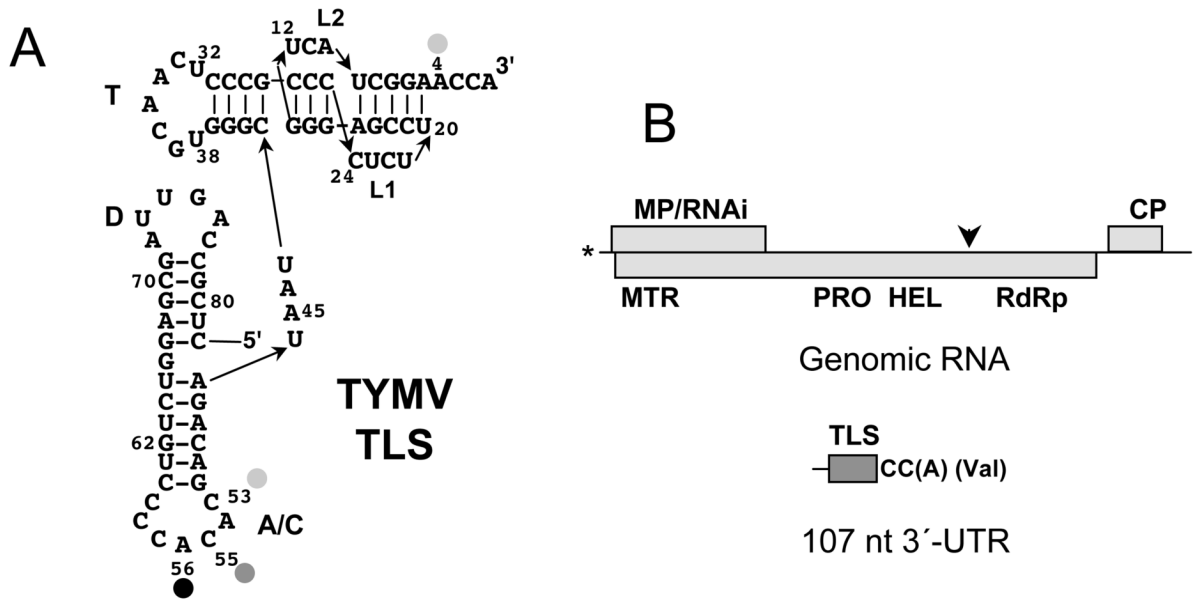 A
B
12 L2
UCA
4
C U 32 CCCG-CCC UCGGAACCA 3'
A
T
A
C
G U GGGC GGG-AGCCU 20
38
24 CUCU
L1
D U U G
U A
A C
G-C
70 C-G
G-C 80
A-U
G-C 5'
G
U-A
C-G
U-A
62 G-C
U-A
C-G
C C 53
C A A/C
C A C 55
56
U
A
A 45
U
TYMV
TLS
MP/RNAi
CP
*
MTR PRO HEL RdRp
Genomic RNA
TLS
CC(A) (Val)
107 nt 3´-UTR